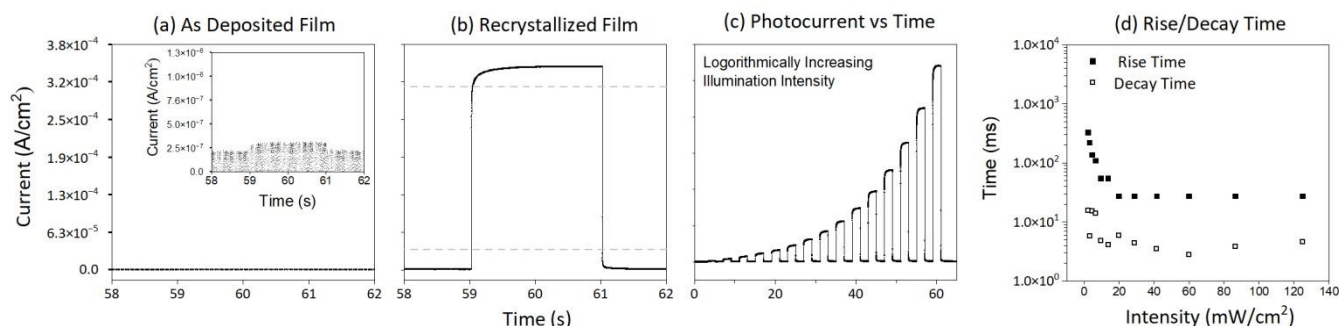 (a) As Deposited Film
(b) Recrystallized Film
(c) Photocurrent vs Time
(d) Rise/Decay Time
Current (A/cm²)
3.8×10⁻⁴
3.2×10⁻⁴
2.5×10⁻⁴
1.9×10⁻⁴
1.3×10⁻⁴
6.3×10⁻⁵
0.0
58 59 60 61 62
Current (A/cm²)
1.3×10⁻⁶
1.0×10⁻⁶
7.6×10⁻⁷
5.0×10⁻⁷
2.5×10⁻⁷
0.0
58 59 60 61 62
Time (s)
58 59 60 61 62
Time (s)
Logorithmically Increasing
Illumination Intensity
0 20 40 60
Time (ms)
1.0×10⁴
1.0×10³
1.0×10²
1.0×10¹
1.0×10⁰
Rise Time
Decay Time
0 20 40 60 80 100 120 140
Intensity (mW/cm²)